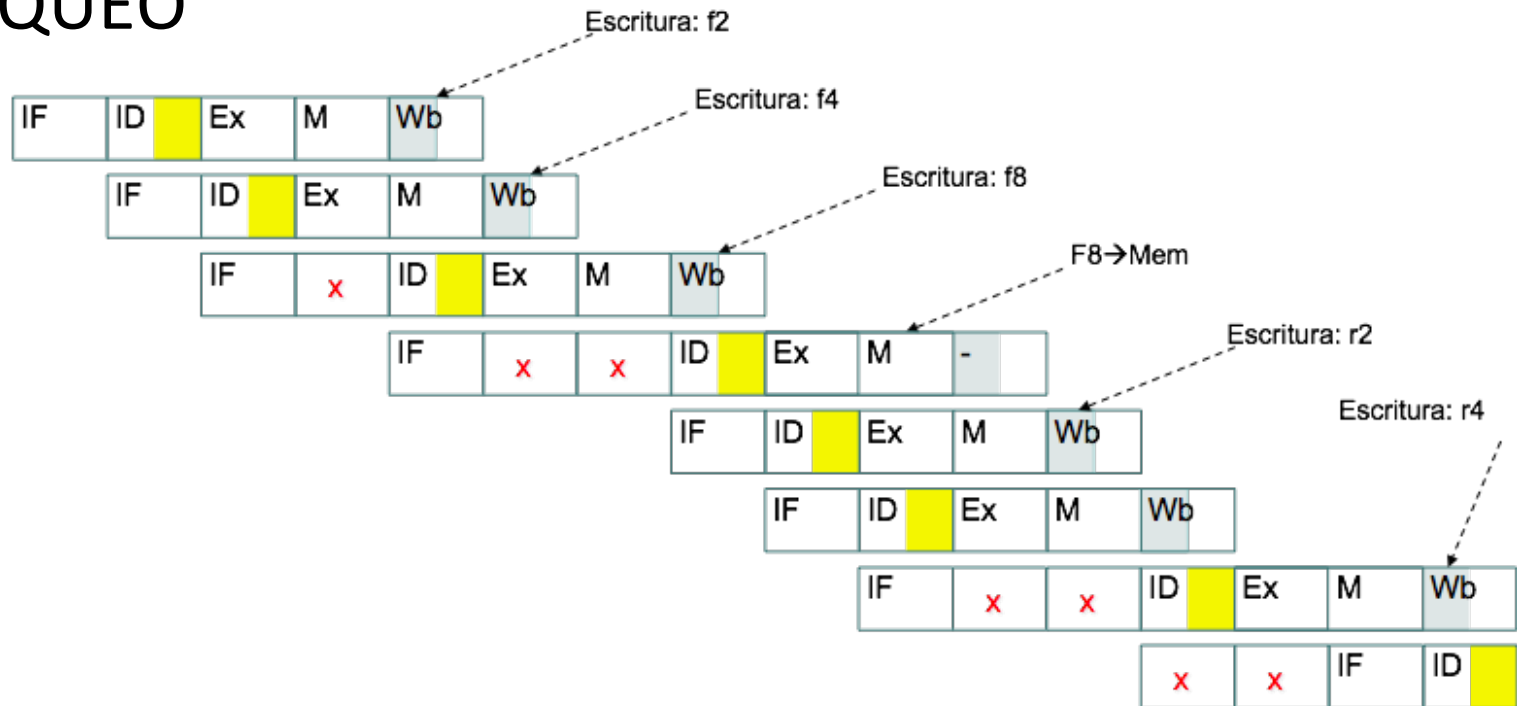 QUEO
Escritura: f2
IF ID Ex M Wb
Escritura: f4
IF ID Ex M Wb
Escritura: f8
IF x ID Ex M Wb
F8→Mem
IF x x ID Ex M -
Escritura: r2
IF ID Ex M Wb
Escritura: r4
IF ID Ex M Wb
IF x x ID Ex M Wb
x x IF ID